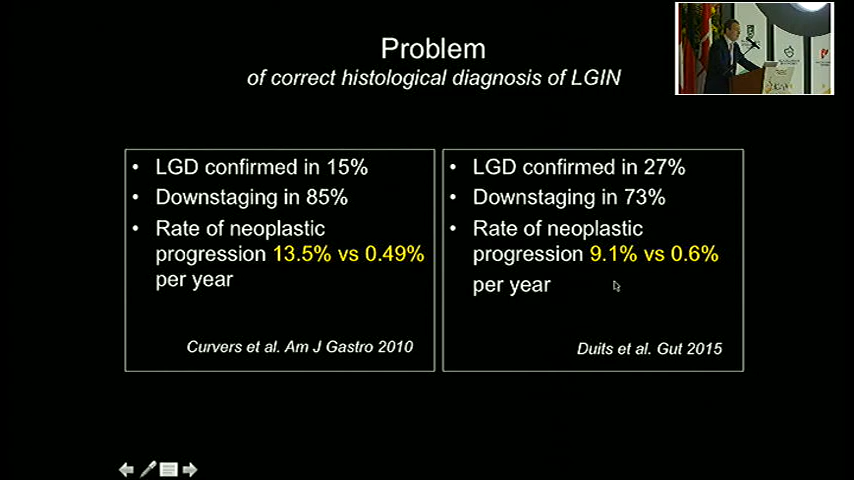 Problem
of correct histological diagnosis of LGIN
• LGD confirmed in 15%
• Downstaging in 85%
• Rate of neoplastic
progression 13.5% vs 0.49%
per year
Curvers et al. Am J Gastro 2010
• LGD confirmed in 27%
• Downstaging in 73%
• Rate of neoplastic
progression 9.1% vs 0.6%
per year
Duits et al. Gut 2015